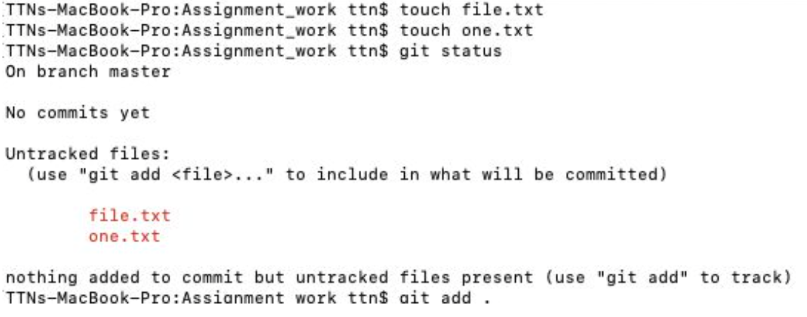 TTNs-MacBook-Pro:Assignment_work ttn$ touch file.txt
TTNs-MacBook-Pro:Assignment_work ttn$ touch one.txt
TTNs-MacBook-Pro:Assignment_work ttn$ git status
On branch master
No commits yet
Untracked files:
(use "git add <file>..." to include in what will be committed)
file.txt
one.txt
nothing added to commit but untracked files present (use "git add" to track)
TTNs-MacBook-Pro:Assignment_work ttn$ git add .